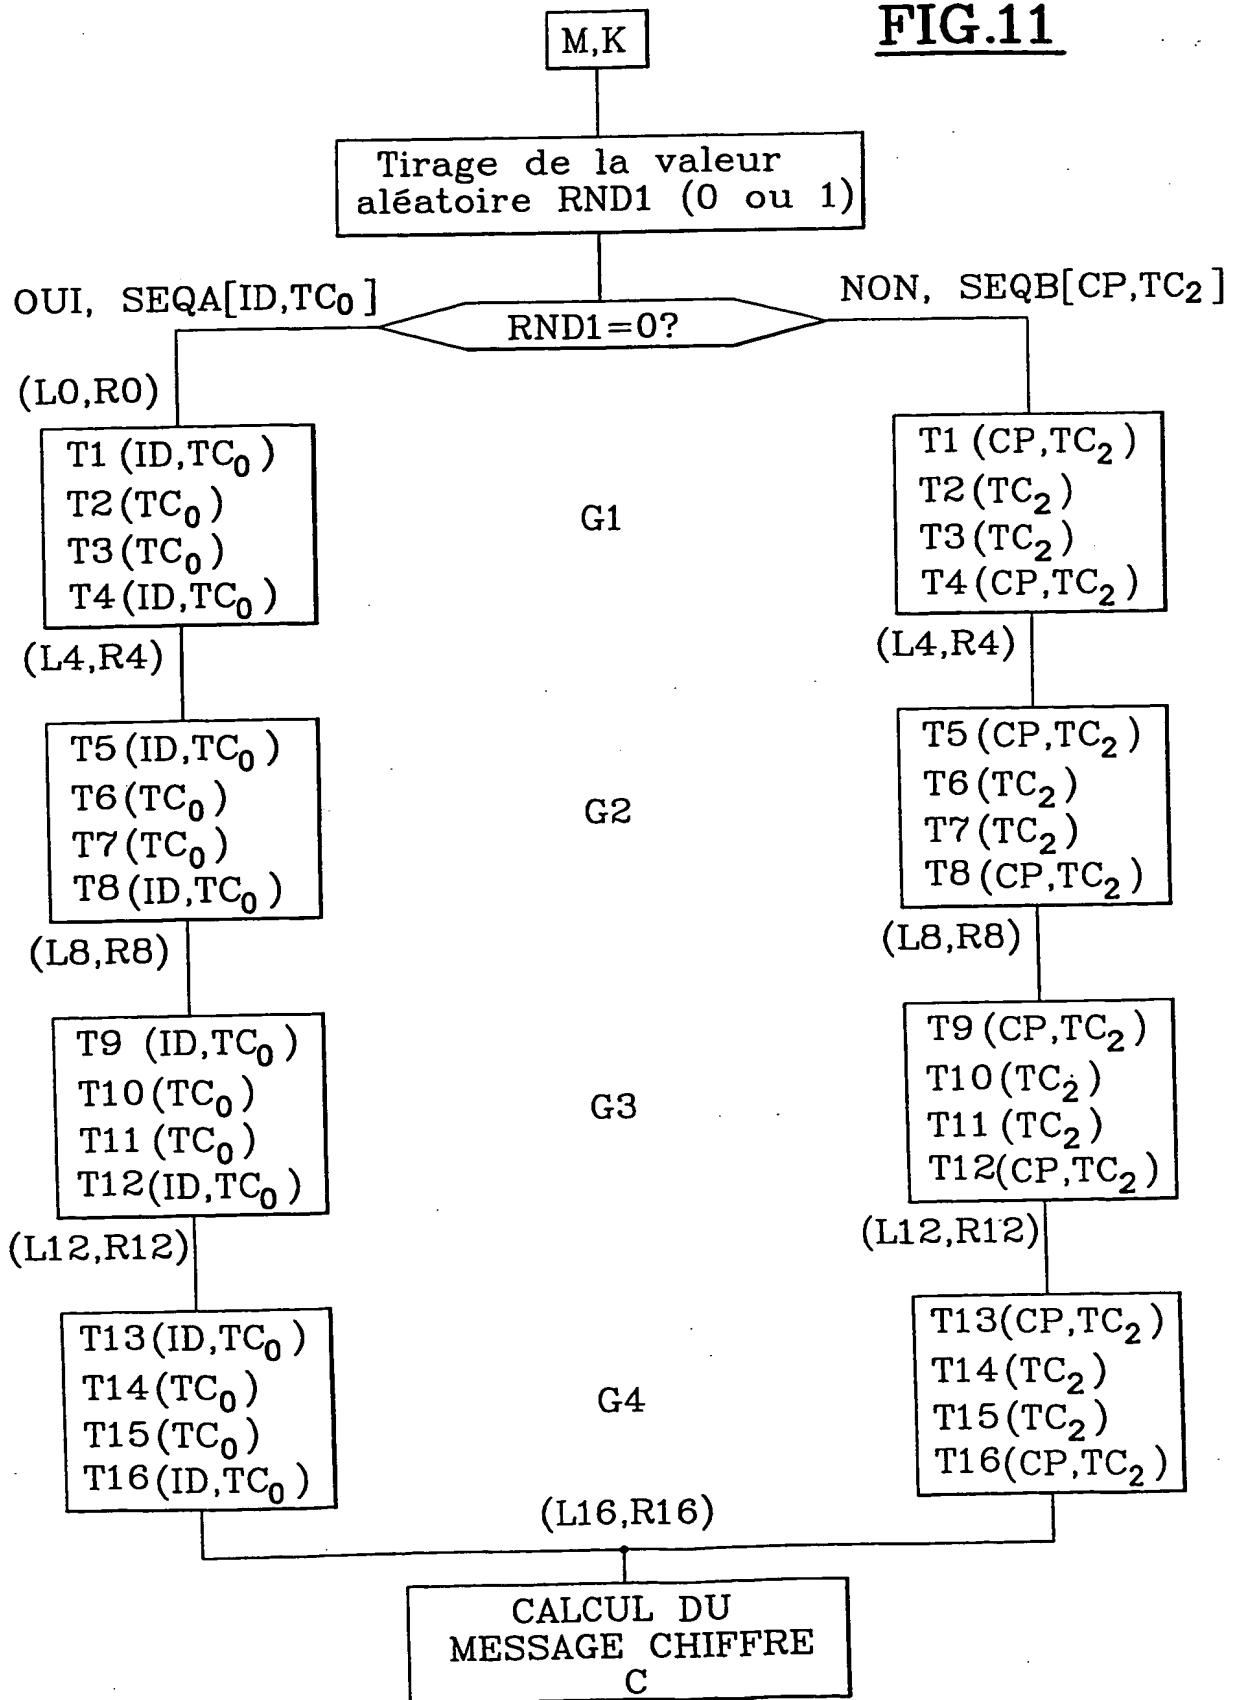 FIG.11
M,K
Tirage de la valeur
aléatoire RND1 (0 ou 1)
OUI, SEQA[ID,TC₀]
NON, SEQB[CP,TC₂]
RND1=0?
(L0,R0)
T1(ID,TC₀)
T2(TC₀)
T3(TC₀)
T4(ID,TC₀)
G1
T1(CP,TC₂)
T2(TC₂)
T3(TC₂)
T4(CP,TC₂)
(L4,R4)
(L4,R4)
T5(ID,TC₀)
T6(TC₀)
T7(TC₀)
T8(ID,TC₀)
G2
T5(CP,TC₂)
T6(TC₂)
T7(TC₂)
T8(CP,TC₂)
(L8,R8)
(L8,R8)
T9 (ID,TC₀)
T10(TC₀)
T11(TC₀)
T12(ID,TC₀)
G3
T9(CP,TC₂)
T10(TC₂)
T11(TC₂)
T12(CP,TC₂)
(L12,R12)
(L12,R12)
T13(ID,TC₀)
T14(TC₀)
T15(TC₀)
T16(ID,TC₀)
G4
T13(CP,TC₂)
T14(TC₂)
T15(TC₂)
T16(CP,TC₂)
(L16,R16)
CALCUL DU
MESSAGE CHIFFRE
C